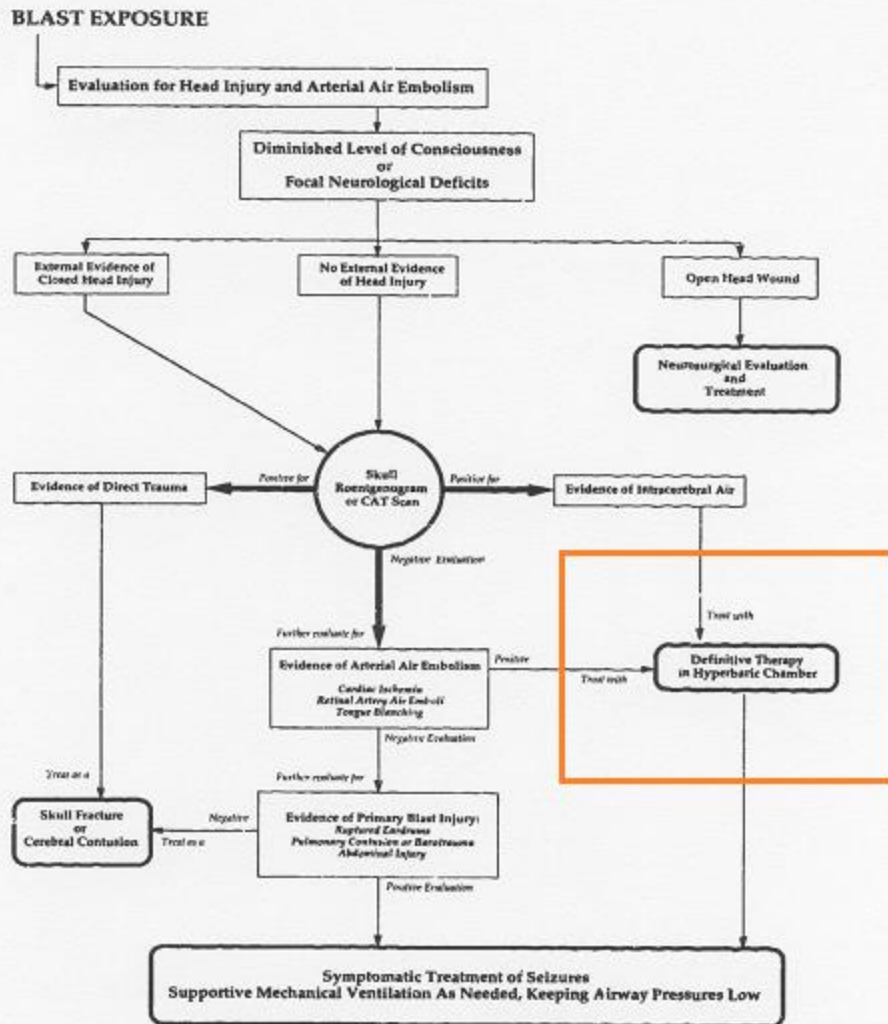 BLAST EXPOSURE
Evaluation for Head Injury and Arterial Air Embolism
Diminished Level of Consciousness
or
Focal Neurological Deficits
External Evidence of
Closed Head Injury
No External Evidence
of Head Injury
Open Head Wound
Neurosurgical Evaluation
and
Treatment
Evidence of Direct Trauma
Positive for
Skull
Roentgenogram
or CAT Scan
Positive for
Evidence of Intracerebral Air
Negative Evaluation
Treat with
Further evaluate for
Evidence of Arterial Air Embolism
Cardiac Ischemia
Retinal Artery Air Emboli
Tongue Blanching
Positive
Treat with
Definitive Therapy
in Hyperbaric Chamber
Negative Evaluation
Further evaluate for
Treat as a
Skull Fracture
or
Cerebral Contusion
Negative
Treat as a
Evidence of Primary Blast Injury:
Ruptured Eardrums
Pulmonary Contusion or Barotrauma
Abdominal Injury
Positive Evaluation
Symptomatic Treatment of Seizures
Supportive Mechanical Ventilation As Needed, Keeping Airway Pressures Low